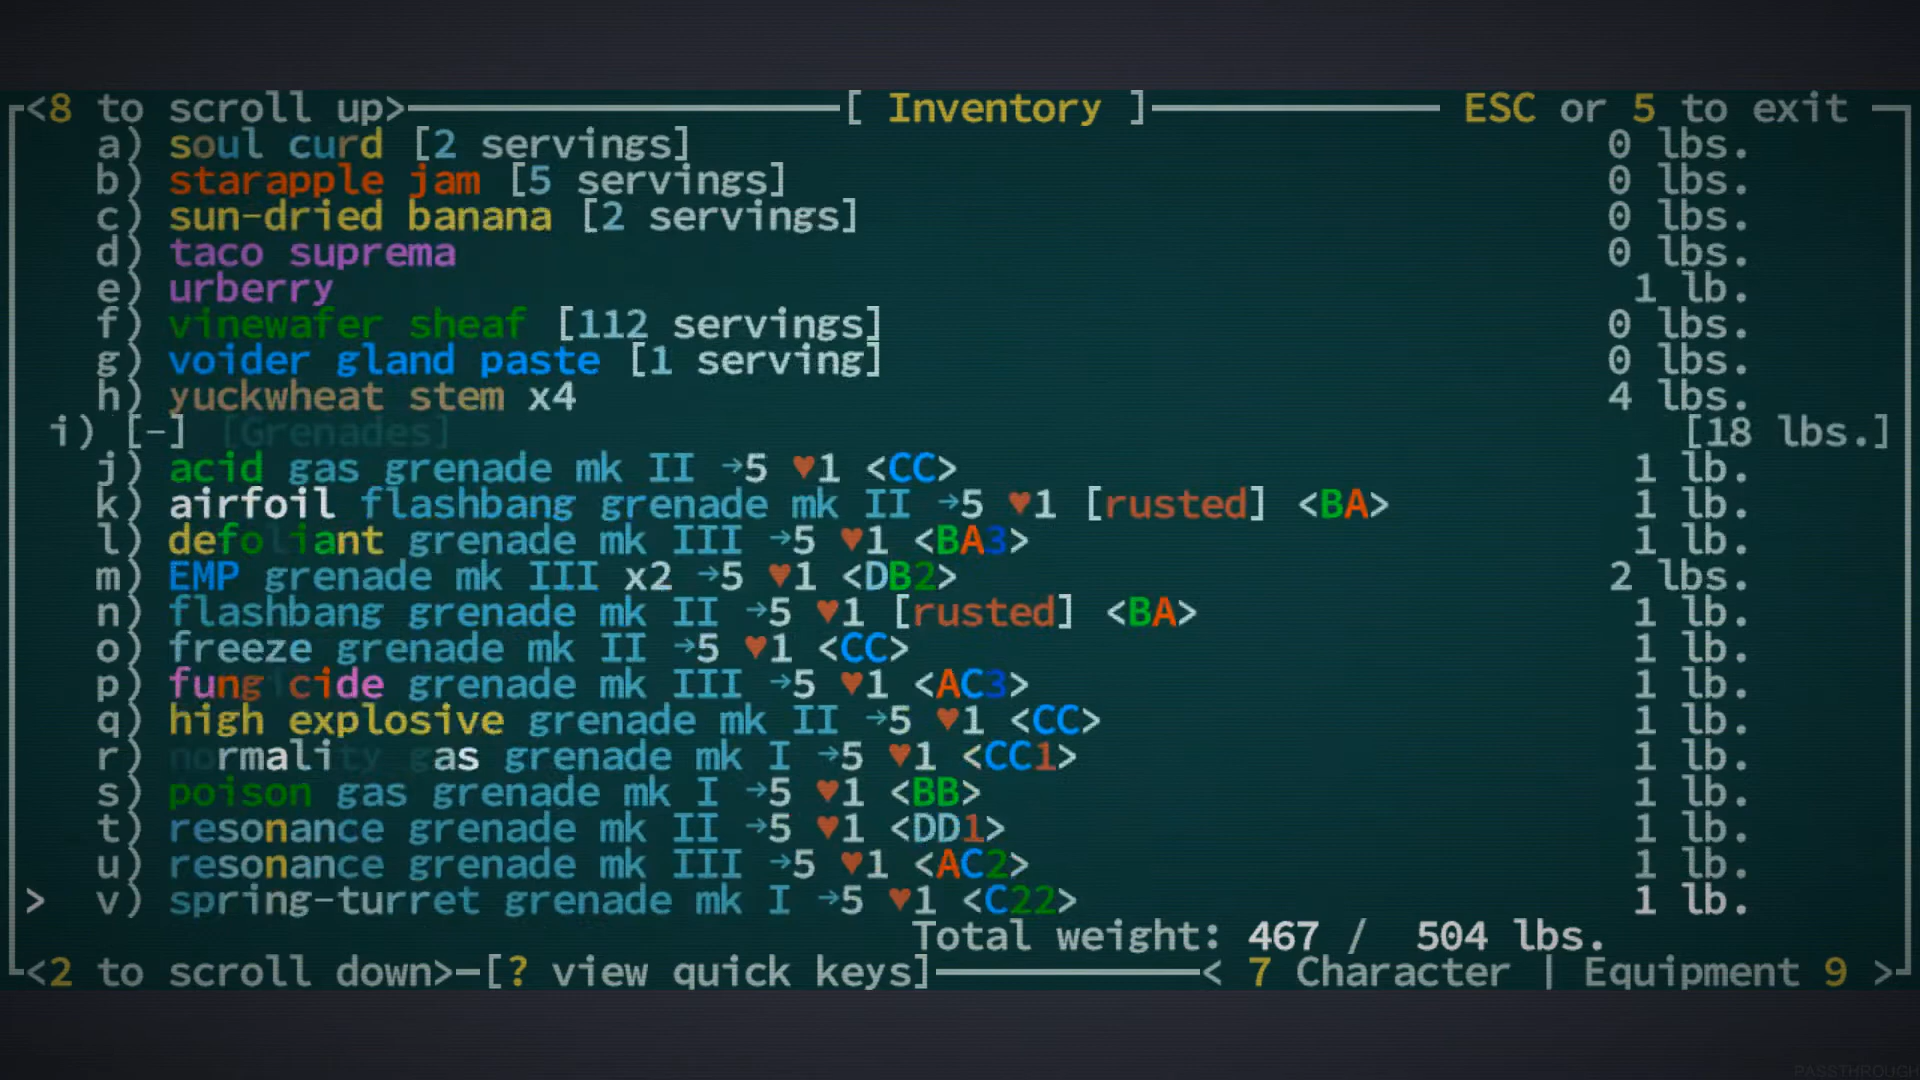 <8 to scroll up> [ Inventory ] ESC or 5 to exit
a) soul curd [2 servings] 0 lbs.
b) starapple jam [5 servings] 0 lbs.
c) sun-dried banana [2 servings] 0 lbs.
d) taco suprema 0 lbs.
e) urberry 1 lb.
f) vinewafer sheaf [112 servings] 0 lbs.
g) voider gland paste [1 serving] 0 lbs.
h) yuckwheat stem x4 4 lbs.
i) [-] [Grenades] [18 lbs.]
j) acid gas grenade mk II →5 ♥1 <CC> 1 lb.
k) airfoil flashbang grenade mk II →5 ♥1 [rusted] <BA> 1 lb.
l) defoliant grenade mk III →5 ♥1 <BA3> 1 lb.
m) EMP grenade mk III x2 →5 ♥1 <DB2> 2 lbs.
n) flashbang grenade mk II →5 ♥1 [rusted] <BA> 1 lb.
o) freeze grenade mk II →5 ♥1 <CC> 1 lb.
p) fungicide grenade mk III →5 ♥1 <AC3> 1 lb.
q) high explosive grenade mk II →5 ♥1 <CC> 1 lb.
r) normality gas grenade mk I →5 ♥1 <CC1> 1 lb.
s) poison gas grenade mk I →5 ♥1 <BB> 1 lb.
t) resonance grenade mk II →5 ♥1 <DD1> 1 lb.
u) resonance grenade mk III →5 ♥1 <AC2> 1 lb.
> v) spring-turret grenade mk I →5 ♥1 <C22> 1 lb.
Total weight: 467 / 504 lbs.
<2 to scroll down> [? view quick keys] < 7 Character | Equipment 9 >
PASSTHROUGH